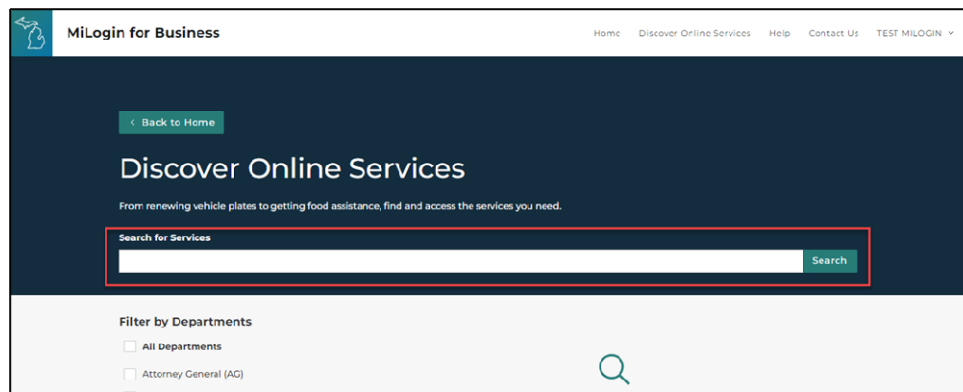 MiLogin for Business
Home Discover Online Services Help Contact Us TEST MILOGIN
Back to Home
Discover Online Services
From renewing vehicle plates to getting food assistance, find and access the services you need.
Search for Services
Search
Filter by Departments
All Departments
Attorney General (AG)